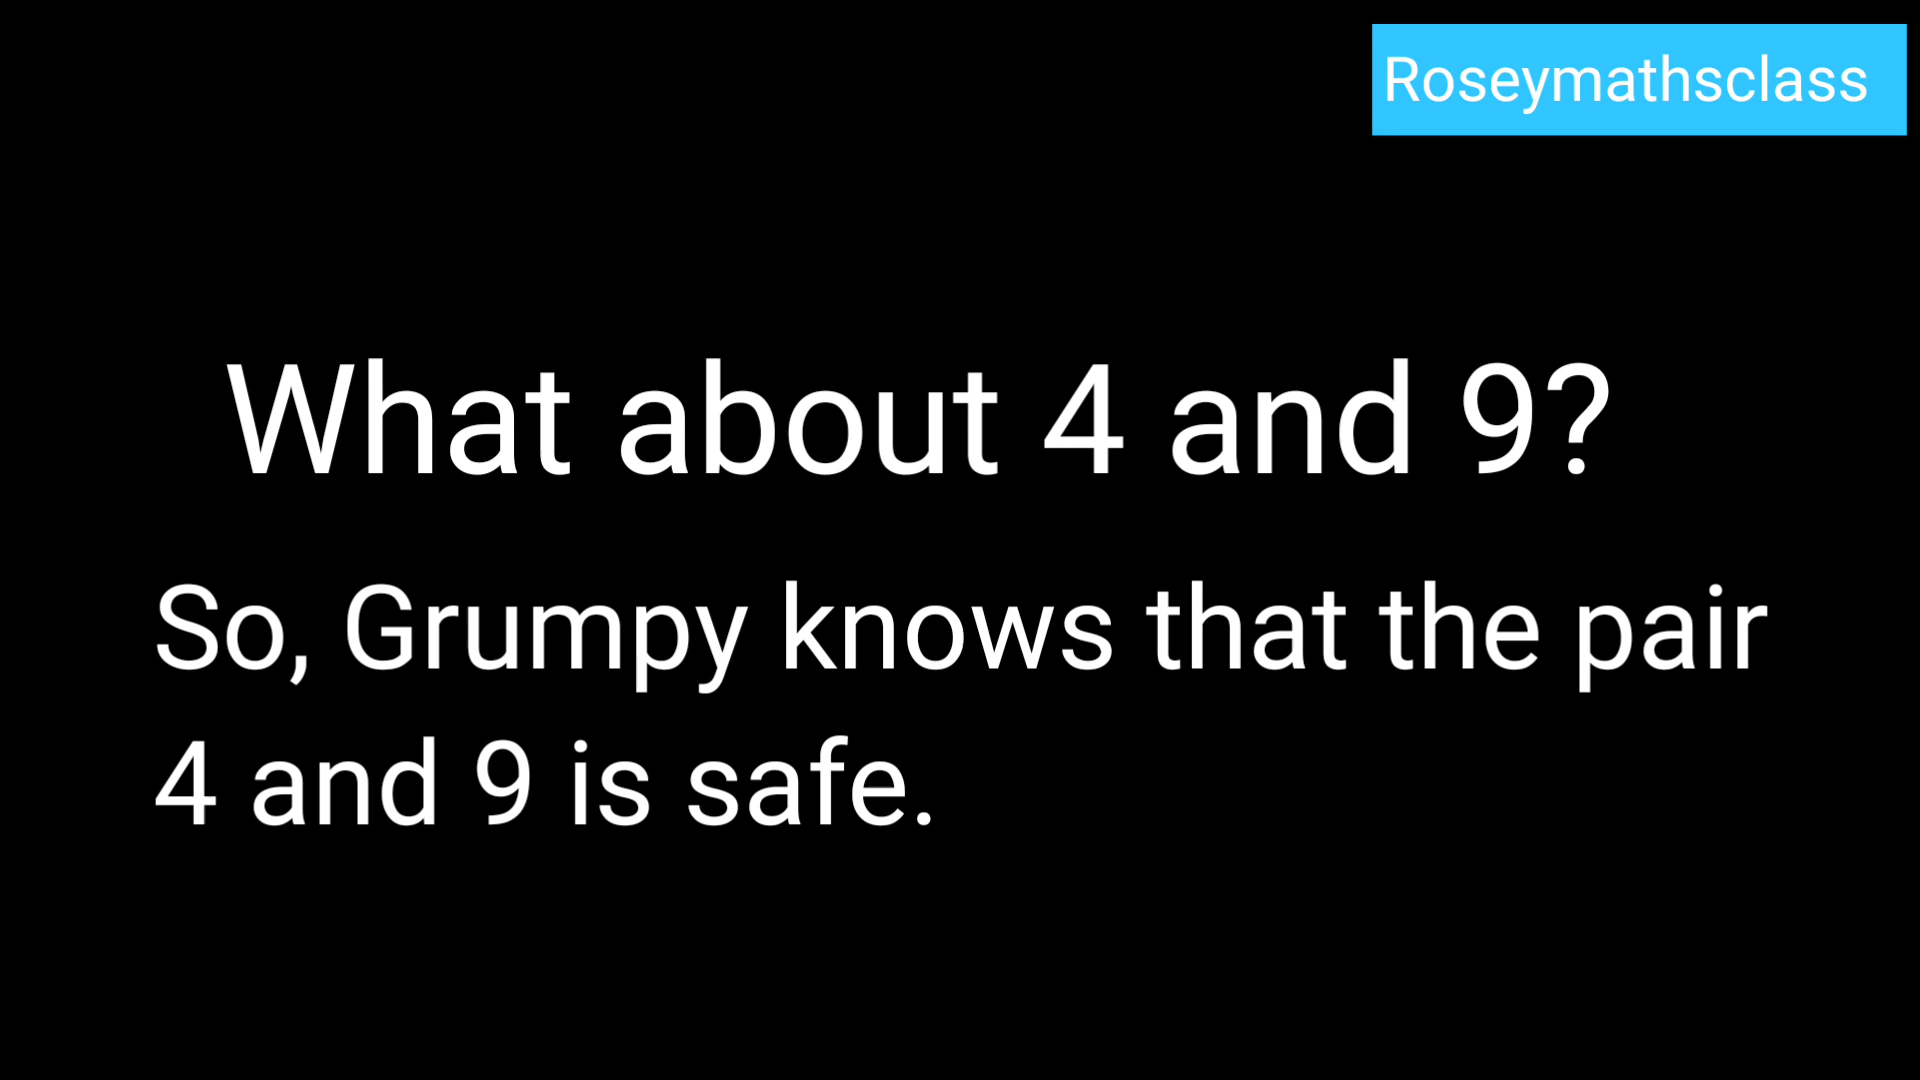 Roseymathsclass
What about 4 and 9?
So, Grumpy knows that the pair
4 and 9 is safe.